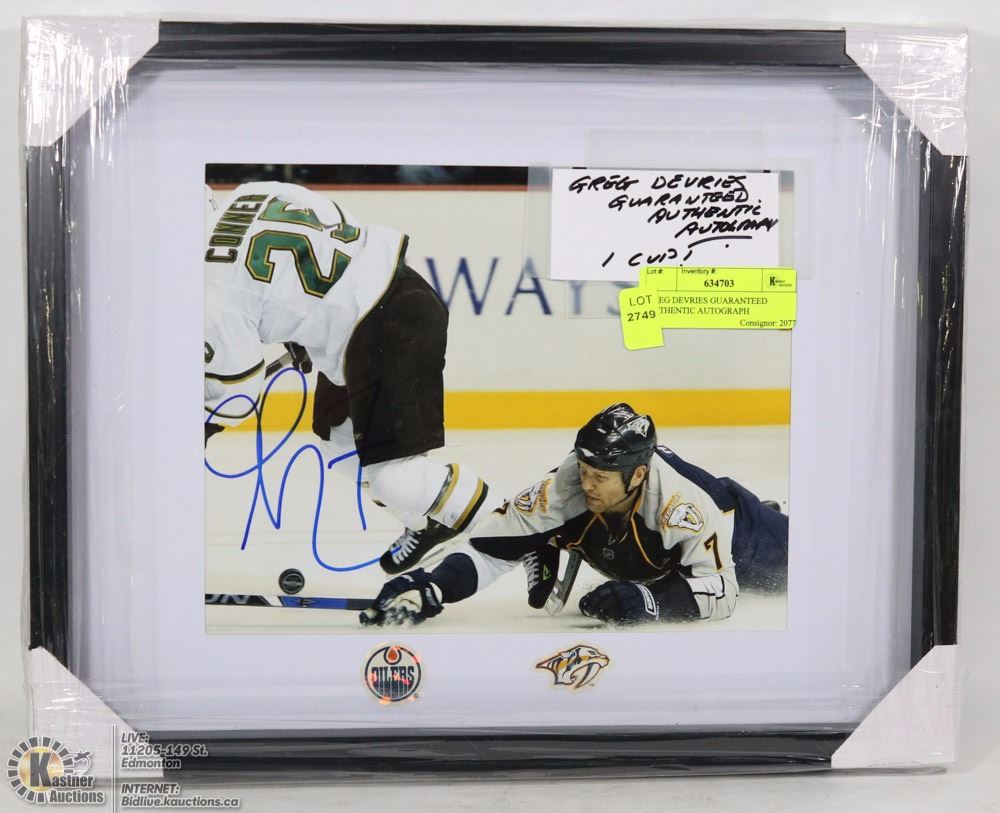 GREG DEVRIES
GUARANTEED.
AUTHENTIC
AUTOGRAPH
1 CUP!
Lot #: Inventory #:
634703
K
LOT
2749
EG DEVRIES GUARANTEED
THENTIC AUTOGRAPH
Consignor: 2077
CONNER
25
WAYS
7
OILERS
K
Kastner
Auctions
LIVE:
11205-149 St.
Edmonton
INTERNET:
Bidlive.kauctions.ca